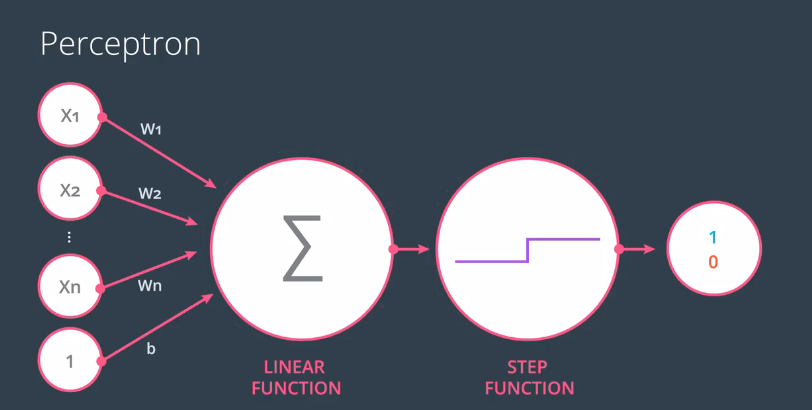 Perceptron
X1
W1
X2
W2
⋮
Xn
Wn
1
b
∑
LINEAR
FUNCTION
STEP
FUNCTION
1
0